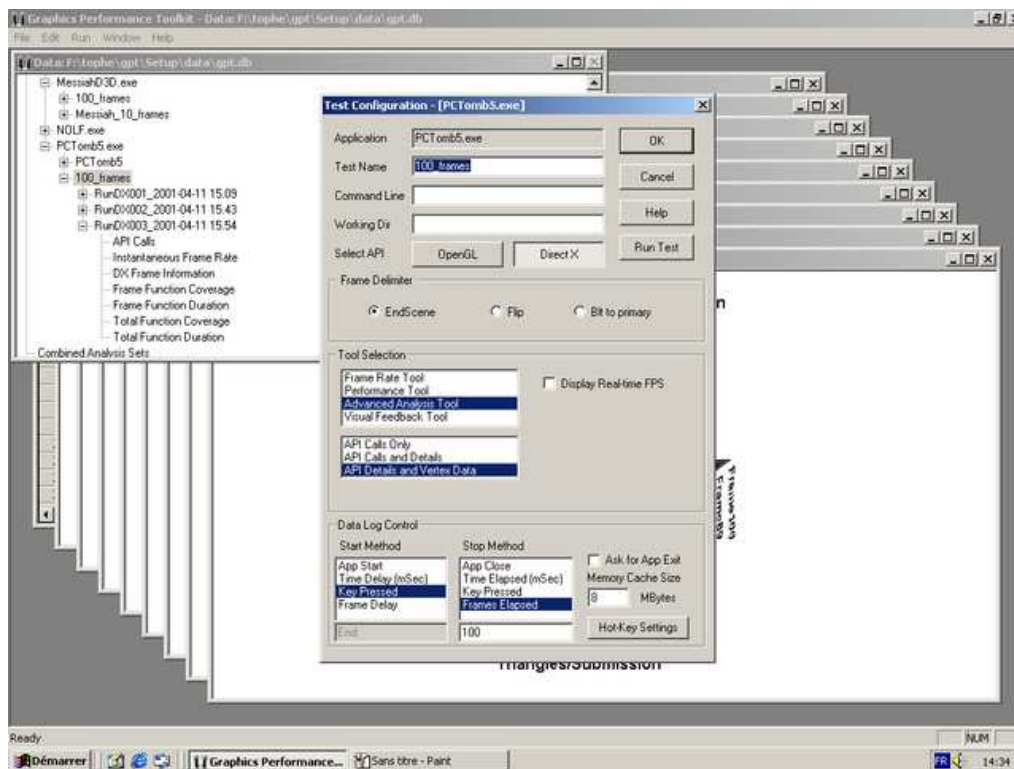 Graphics Performance Toolkit - Data: F:\tophe\gpt\Setup\data\gpt.db
File Edit Run Window Help
Data: F:\tophe\gpt\Setup\data\gpt.db
MessiahD3D.exe
100_frames
Messiah_10_frames
NOLF.exe
PCTomb5.exe
PCTomb5
100_frames
RunDX001_2001-04-11 15.09
RunDX002_2001-04-11 15.43
RunDX003_2001-04-11 15.54
API Calls
Instantaneous Frame Rate
DX Frame Information
Frame Function Coverage
Frame Function Duration
Total Function Coverage
Total Function Duration
Combined Analysis Sets
Test Configuration - [PCTomb5.exe]
Application PCTomb5.exe OK
Test Name 100_frames
Cancel
Command Line
Help
Working Dir
Select API OpenGL Direct X Run Test
Frame Delimiter
EndScene Flip Blt to primary
Tool Selection
Frame Rate Tool
Performance Tool
Advanced Analysis Tool
Visual Feedback Tool
Display Real-time FPS
API Calls Only
API Calls and Details
API Details and Vertex Data
Data Log Control
Start Method
App Start
Time Delay (mSec)
Key Pressed
Frame Delay
End
Stop Method
App Close
Time Elapsed (mSec)
Key Pressed
Frames Elapsed
100
Ask for App Exit
Memory Cache Size
8 MBytes
Hot-Key Settings
n
Frame100
Frame89
Triangles/Submission
Ready NUM
Démarrer Graphics Performance... Sans titre - Paint FR 14:34